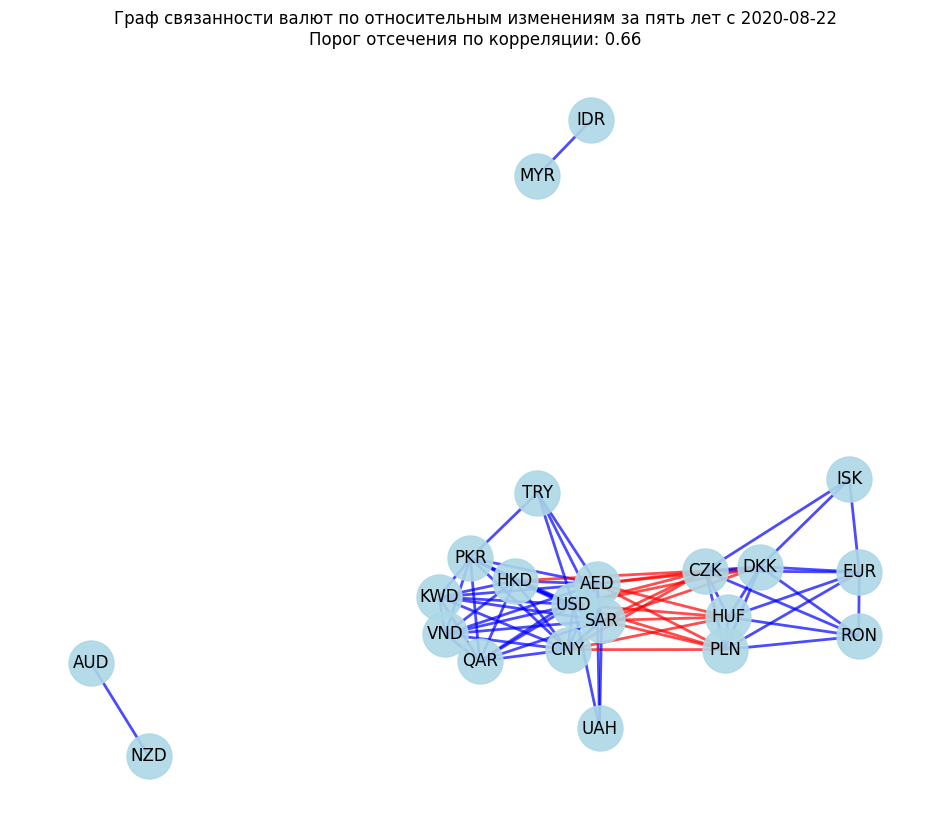 Граф связанности валют по относительным изменениям за пять лет с 2020-08-22
Порог отсечения по корреляции: 0.66
IDR
MYR
ISK
TRY
PKR
HKD
AED
CZK
DKK
EUR
KWD
USD
SAR
HUF
VND
RON
CNY
PLN
QAR
AUD
UAH
NZD